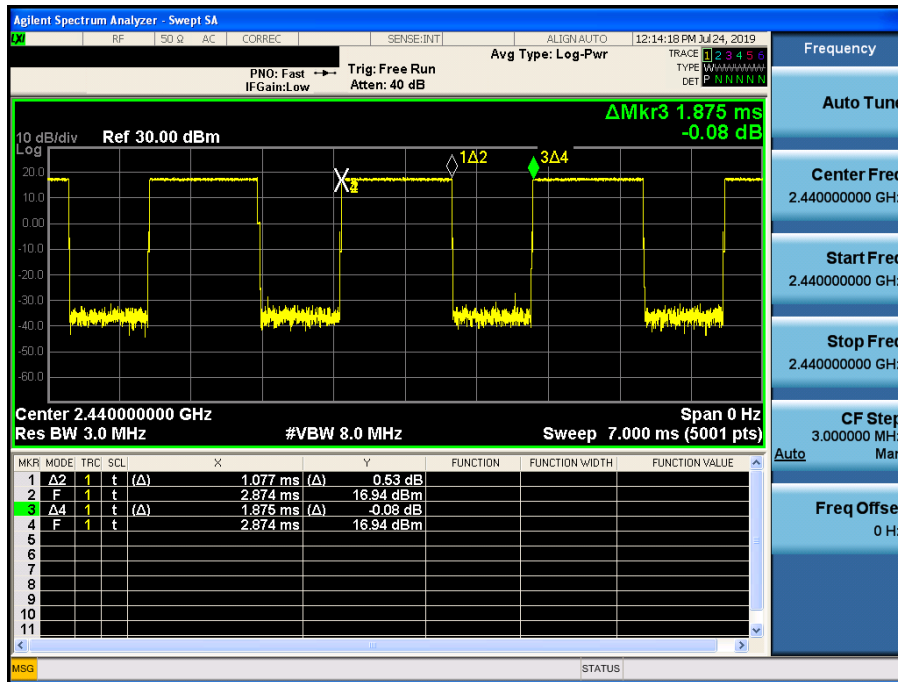 Agilent Spectrum Analyzer - Swept SA
LXI RF 50 Ω AC CORREC SENSE:INT ALIGN AUTO 12:14:18 PM Jul 24, 2019
Avg Type: Log-Pwr
TRACE 1 2 3 4 5 6
TYPE WWWWWW
DET P N N N N N
PNO: Fast
IFGain:Low
Trig: Free Run
Atten: 40 dB
ΔMkr3 1.875 ms
-0.08 dB
10 dB/div Ref 30.00 dBm
Log
1Δ2 3Δ4
20.0
X
10.0
0.00
-10.0
-20.0
-30.0
-40.0
-50.0
-60.0
Center 2.440000000 GHz Span 0 Hz
Res BW 3.0 MHz #VBW 8.0 MHz Sweep 7.000 ms (5001 pts)
MKR MODE TRC SCL X Y FUNCTION FUNCTION WIDTH FUNCTION VALUE
1 Δ2 1 t (Δ) 1.077 ms (Δ) 0.53 dB
2 F 1 t 2.874 ms 16.94 dBm
3 Δ4 1 t (Δ) 1.875 ms (Δ) -0.08 dB
4 F 1 t 2.874 ms 16.94 dBm
5
6
7
8
9
10
11
MSG STATUS
Frequency
Auto Tune
Center Freq
2.440000000 GHz
Start Freq
2.440000000 GHz
Stop Freq
2.440000000 GHz
CF Step
3.000000 MHz
Auto Man
Freq Offset
0 Hz